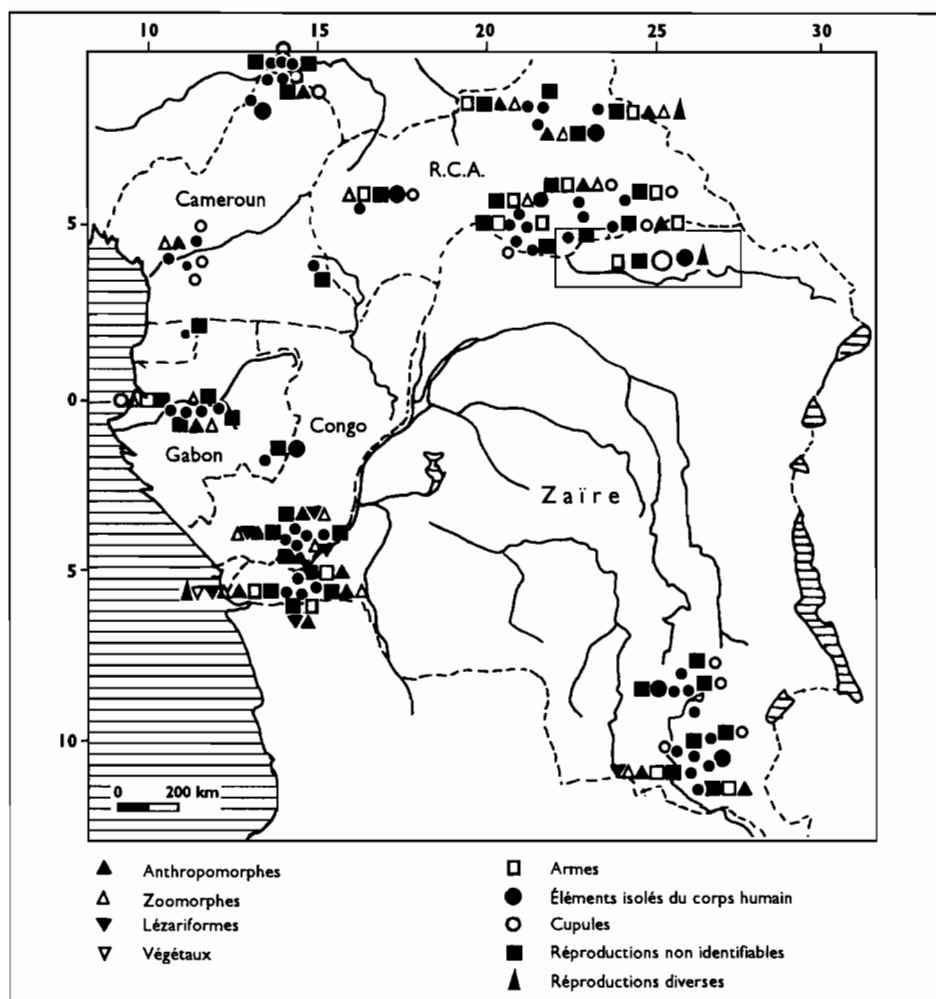 10 15 20 25 30
R.C.A.
Cameroun
5
0
Congo
Gabon
Zaïre
5
10
0 200 km
Anthropomorphes
Zoomorphes
Lézariformes
Végétaux
Armes
Éléments isolés du corps humain
Cupules
Réproductions non identifiables
Réproductions diverses